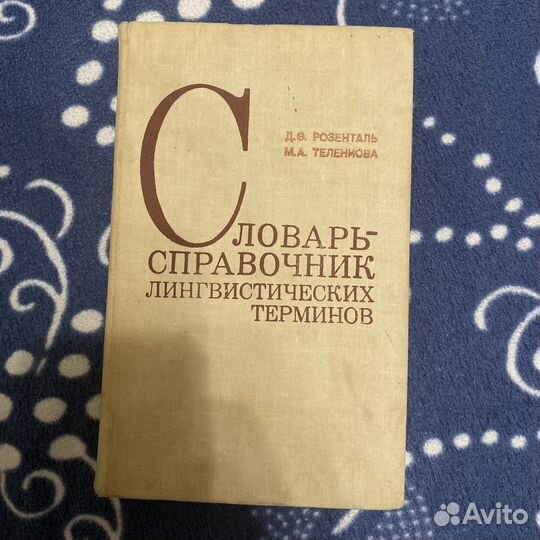 Д.Э. РОЗЕНТАЛЬ
М.А. ТЕЛЕНКОВА
СЛОВАРЬ-
СПРАВОЧНИК
ЛИНГВИСТИЧЕСКИХ
ТЕРМИНОВ
Avito